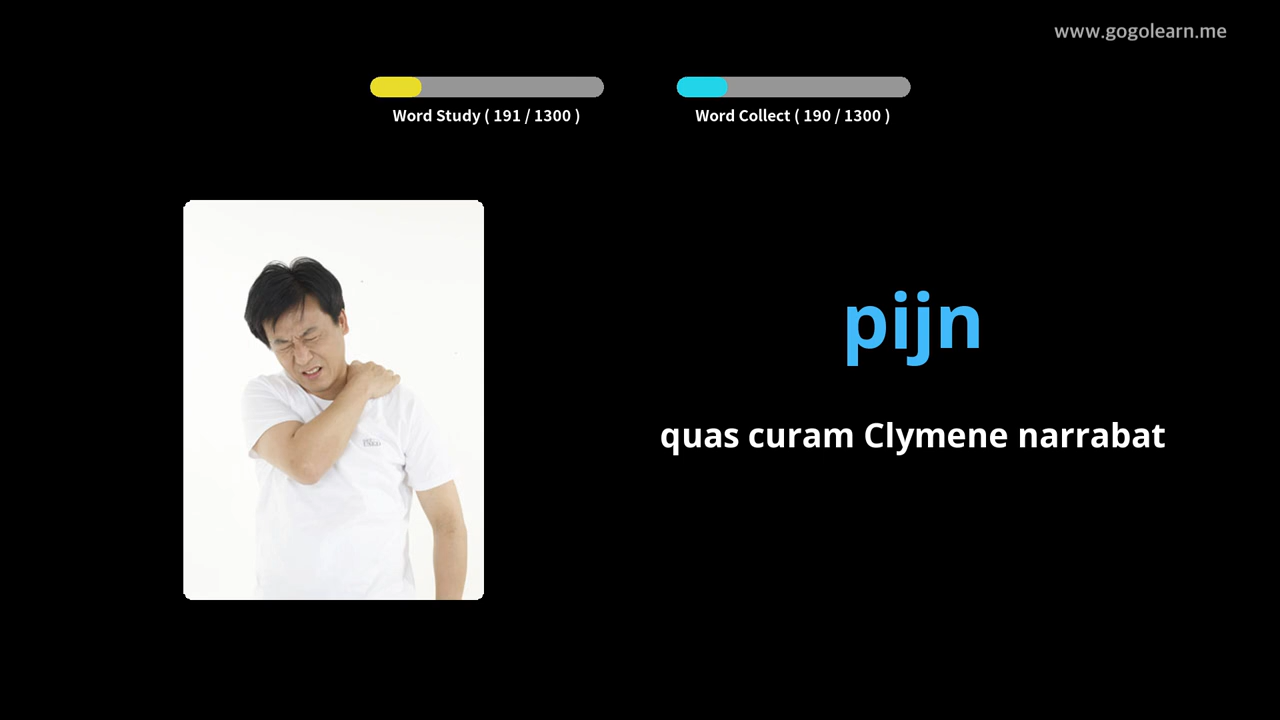 www.gogolearn.me
Word Study ( 191 / 1300 )
Word Collect ( 190 / 1300 )
pijn
quas curam Clymene narrabat